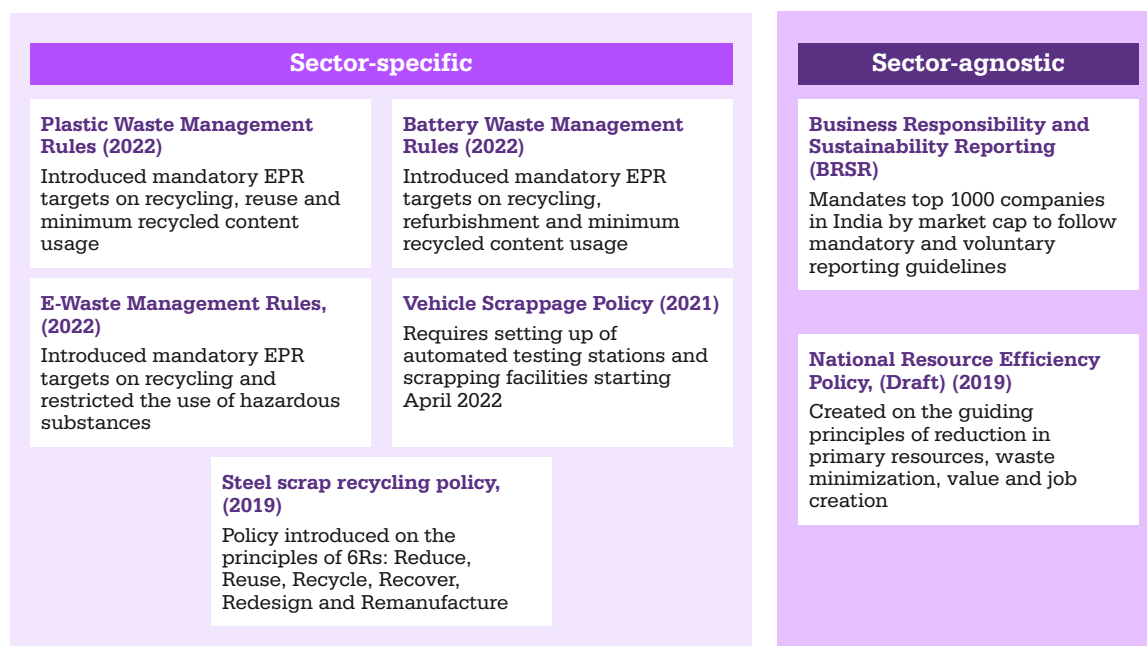 Sector-specific
Plastic Waste Management
Rules (2022)
Introduced mandatory EPR
targets on recycling, reuse and
minimum recycled content
usage
Battery Waste Management
Rules (2022)
Introduced mandatory EPR
targets on recycling,
refurbishment and minimum
recycled content usage
E-Waste Management Rules,
(2022)
Introduced mandatory EPR
targets on recycling and
restricted the use of hazardous
substances
Vehicle Scrappage Policy (2021)
Requires setting up of
automated testing stations and
scrapping facilities starting
April 2022
Steel scrap recycling policy,
(2019)
Policy introduced on the
principles of 6Rs: Reduce,
Reuse, Recycle, Recover,
Redesign and Remanufacture
Sector-agnostic
Business Responsibility and
Sustainability Reporting
(BRSR)
Mandates top 1000 companies
in India by market cap to follow
mandatory and voluntary
reporting guidelines
National Resource Efficiency
Policy, (Draft) (2019)
Created on the guiding
principles of reduction in
primary resources, waste
minimization, value and job
creation